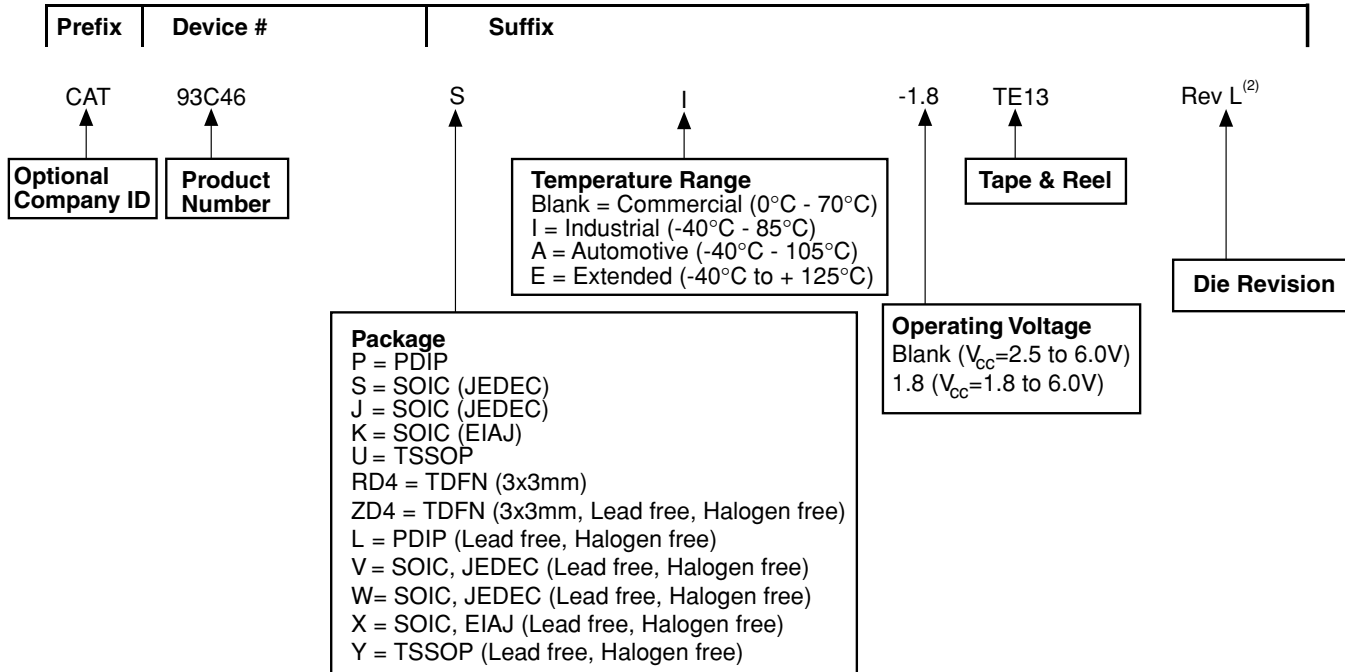 Prefix Device # Suffix
CAT 93C46 S I -1.8 TE13 Rev L(2)
Optional
Company ID
Product
Number
Temperature Range
Blank = Commercial (0°C - 70°C)
I = Industrial (-40°C - 85°C)
A = Automotive (-40°C - 105°C)
E = Extended (-40°C to + 125°C)
Tape & Reel
Die Revision
Package
P = PDIP
S = SOIC (JEDEC)
J = SOIC (JEDEC)
K = SOIC (EIAJ)
U = TSSOP
RD4 = TDFN (3x3mm)
ZD4 = TDFN (3x3mm, Lead free, Halogen free)
L = PDIP (Lead free, Halogen free)
V = SOIC, JEDEC (Lead free, Halogen free)
W= SOIC, JEDEC (Lead free, Halogen free)
X = SOIC, EIAJ (Lead free, Halogen free)
Y = TSSOP (Lead free, Halogen free)
Operating Voltage
Blank (Vcc=2.5 to 6.0V)
1.8 (Vcc=1.8 to 6.0V)